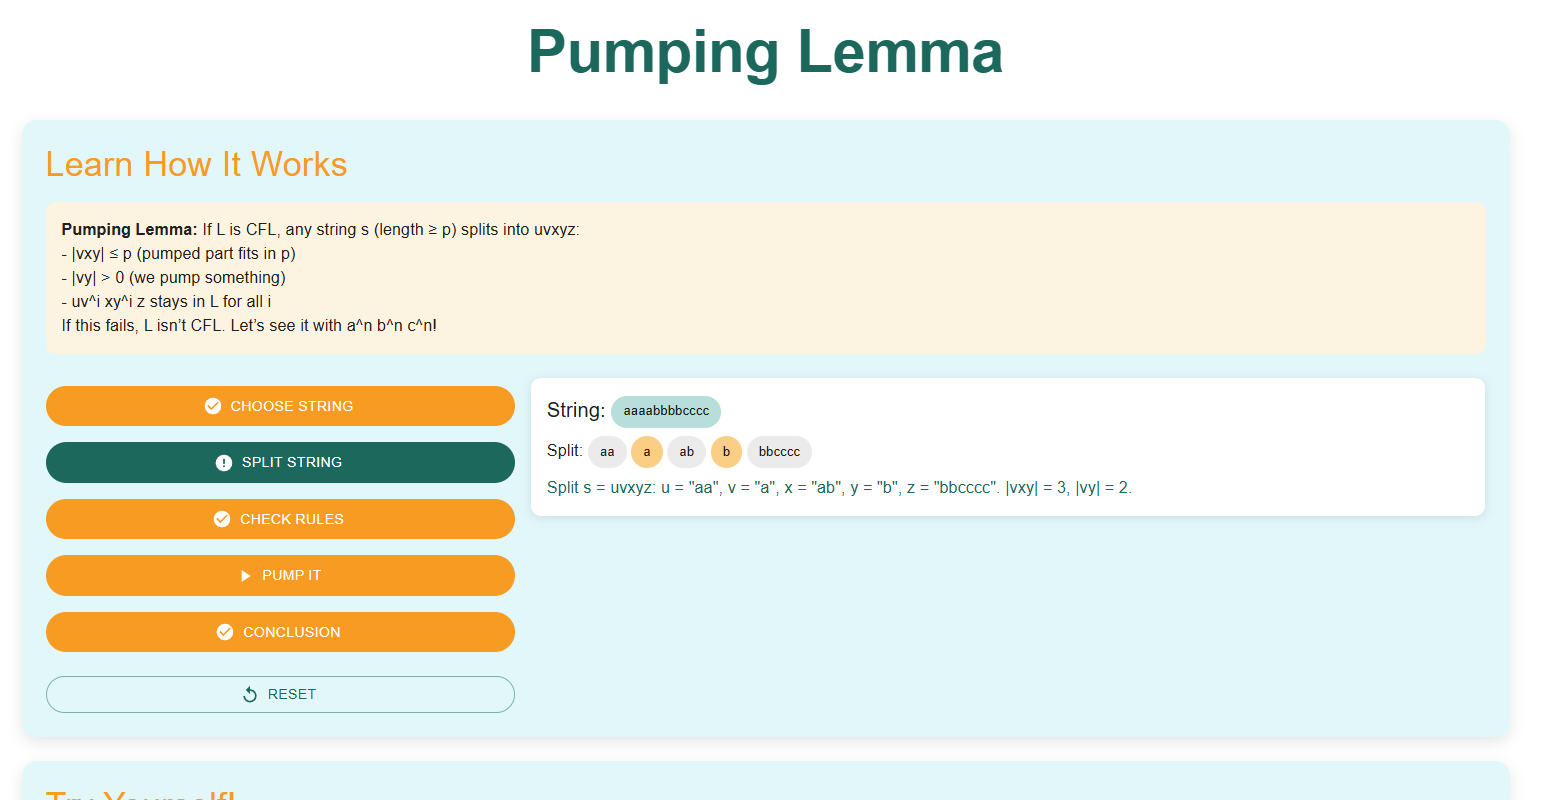 Pumping Lemma
Learn How It Works
Pumping Lemma: If L is CFL, any string s (length ≥ p) splits into uvxyz:
- |vxy| ≤ p (pumped part fits in p)
- |vy| > 0 (we pump something)
- uv^i xy^i z stays in L for all i
If this fails, L isn’t CFL. Let’s see it with a^n b^n c^n!
CHOOSE STRING
SPLIT STRING
CHECK RULES
PUMP IT
CONCLUSION
RESET
String: aaaabbbbcccc
Split: aa a ab b bbcccc
Split s = uvxyz: u = "aa", v = "a", x = "ab", y = "b", z = "bbcccc". |vxy| = 3, |vy| = 2.
Try Yourself!